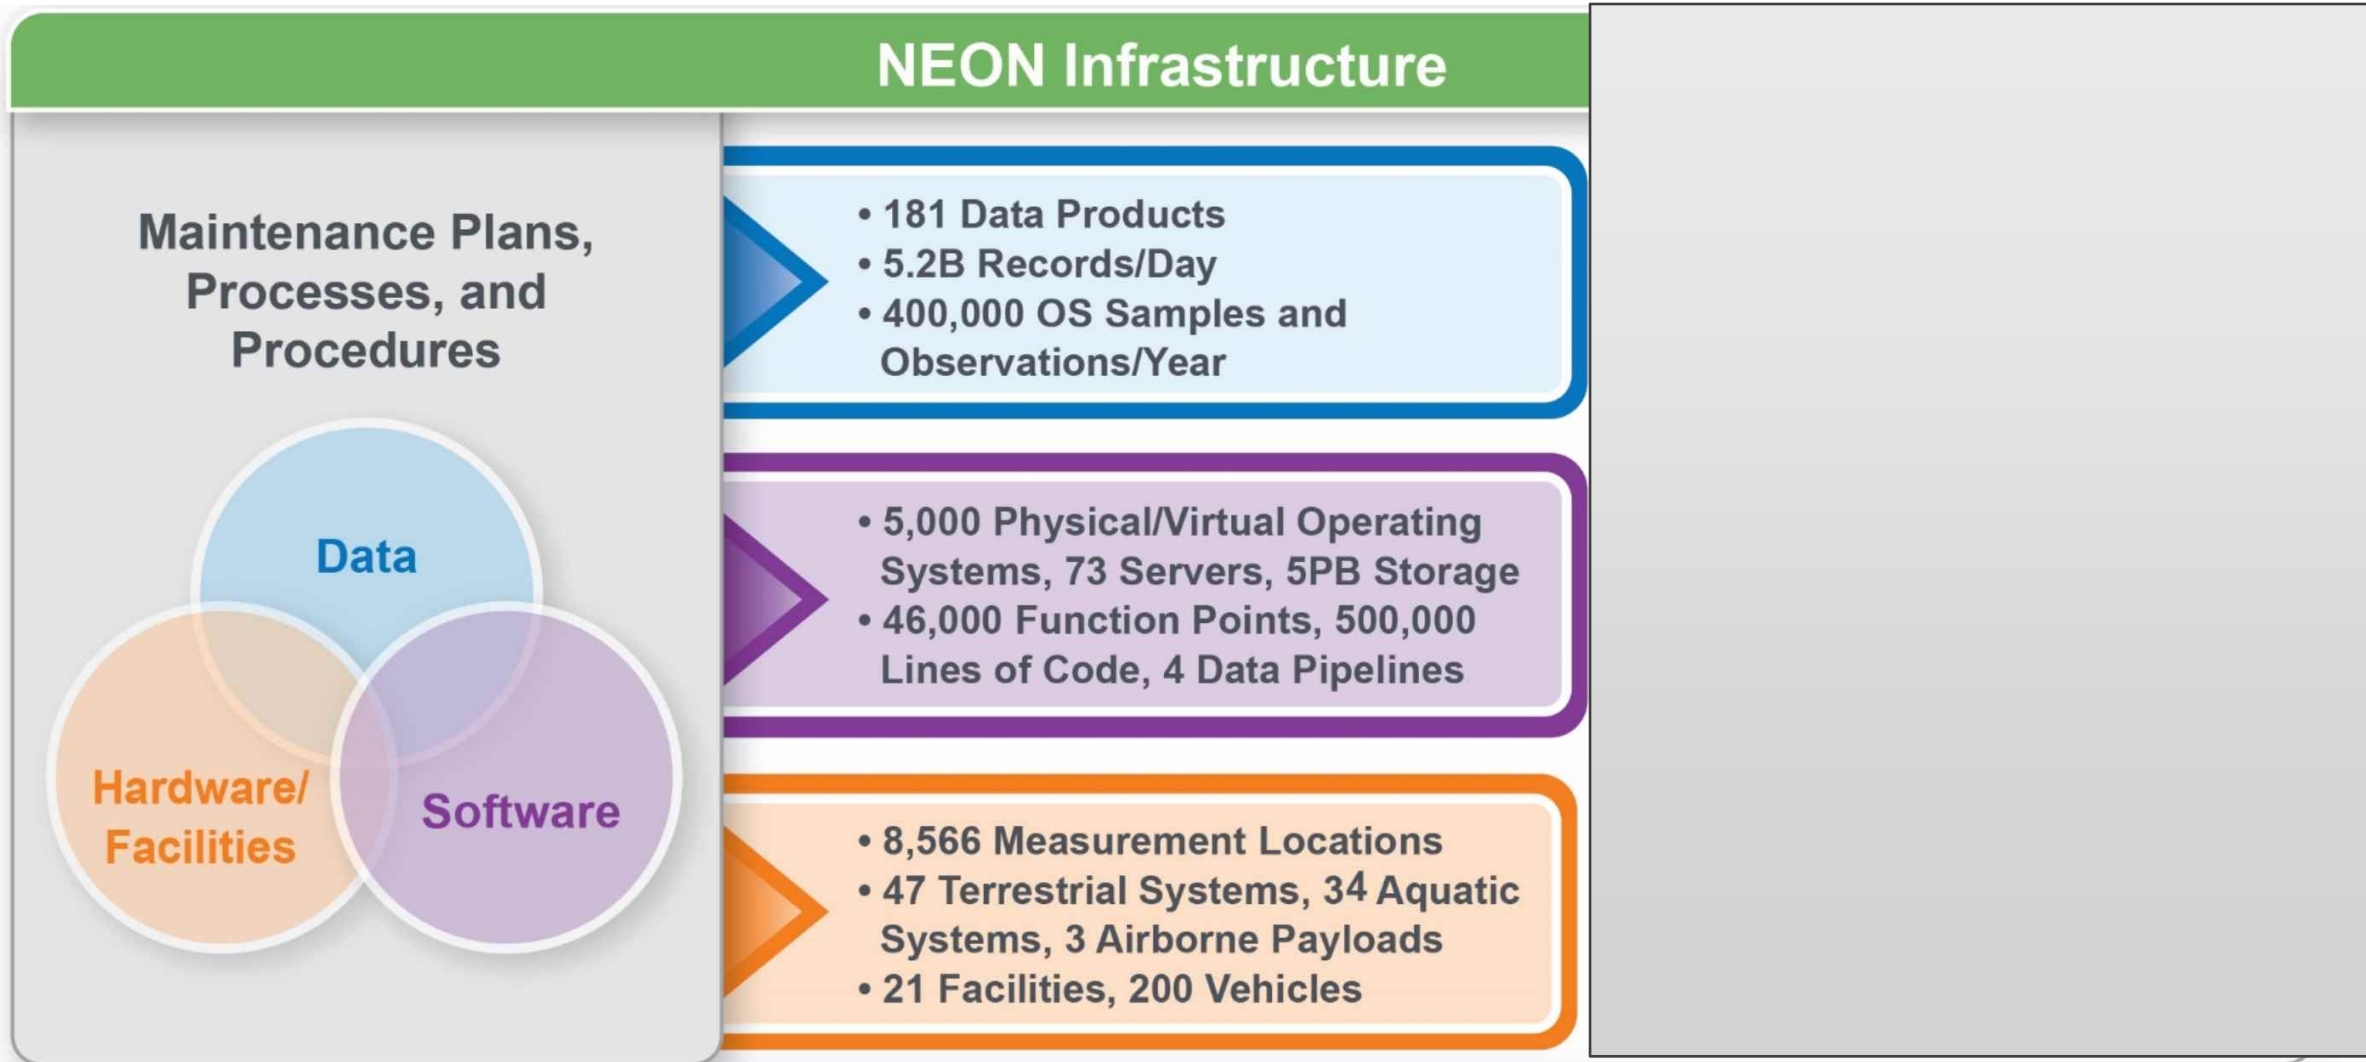 NEON Infrastructure
Maintenance Plans,
Processes, and
Procedures
Data
Hardware/
Facilities
Software
• 181 Data Products
• 5.2B Records/Day
• 400,000 OS Samples and
Observations/Year
• 5,000 Physical/Virtual Operating
Systems, 73 Servers, 5PB Storage
• 46,000 Function Points, 500,000
Lines of Code, 4 Data Pipelines
• 8,566 Measurement Locations
• 47 Terrestrial Systems, 34 Aquatic
Systems, 3 Airborne Payloads
• 21 Facilities, 200 Vehicles